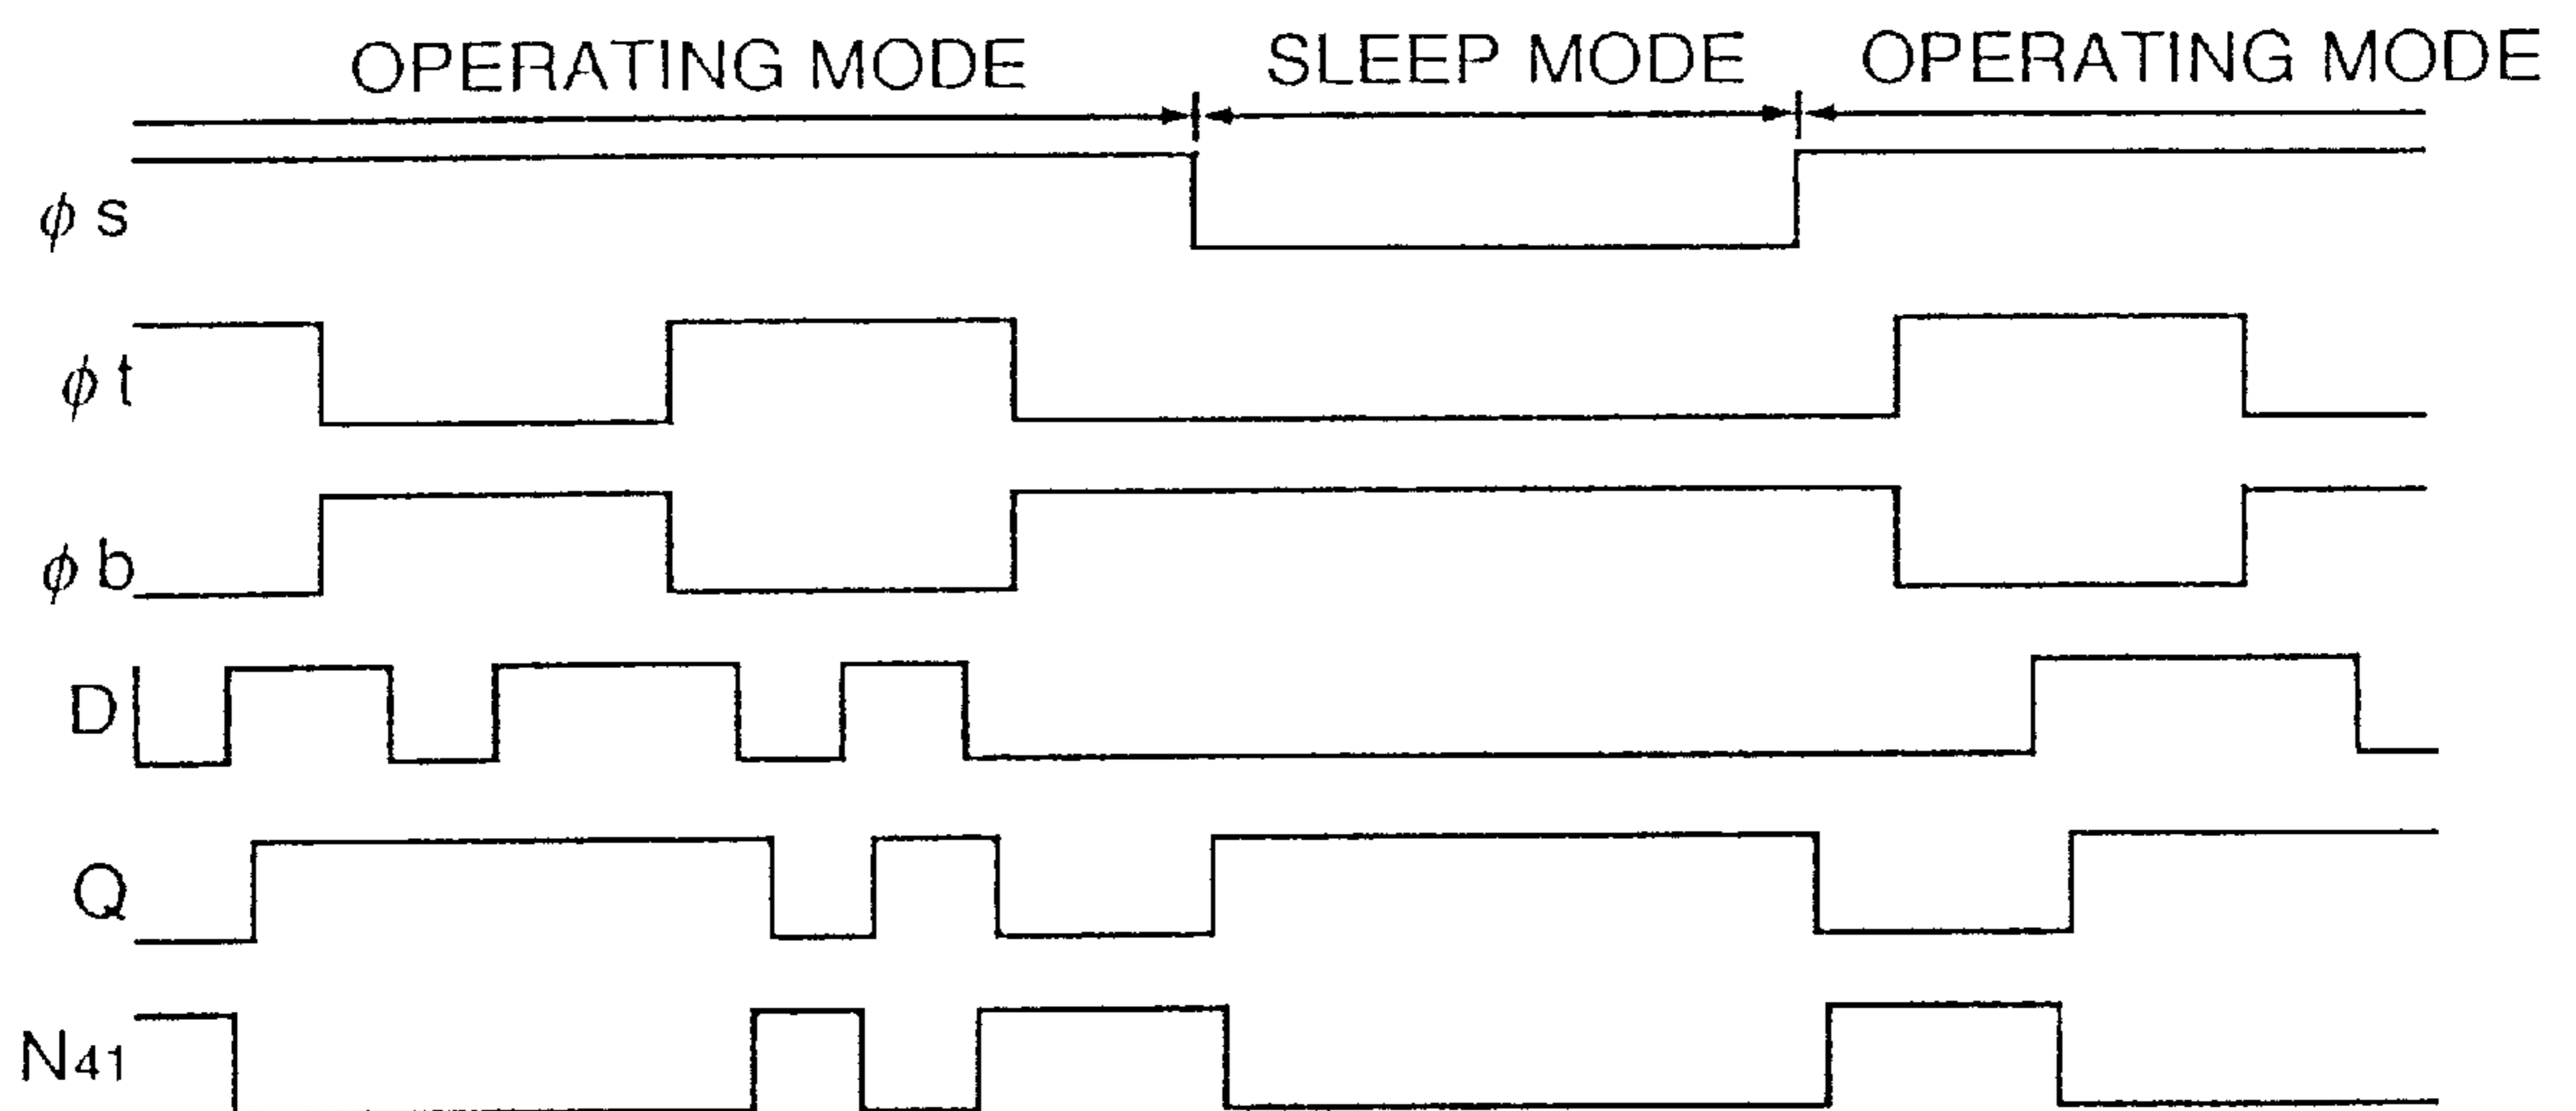 OPERATING MODE SLEEP MODE OPERATING MODE
φ s
φ t
φ b
D
Q
N41